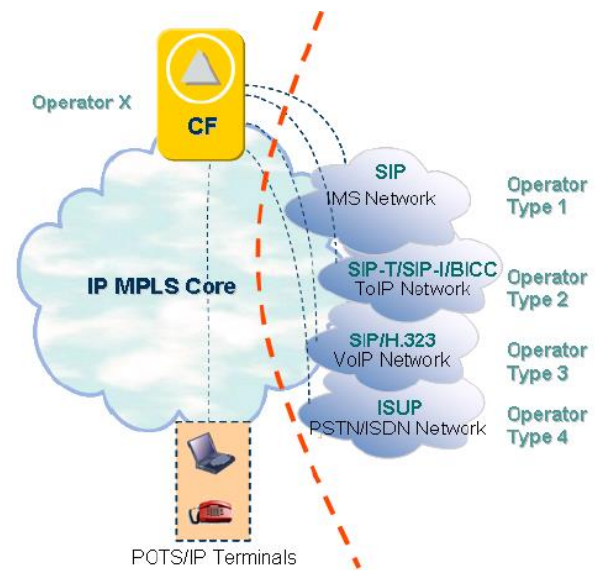 Operator X
CF
IP MPLS Core
SIP
IMS Network
Operator
Type 1
SIP-T/SIP-I/BICC
ToIP Network
Operator
Type 2
SIP/H.323
VoIP Network
Operator
Type 3
ISUP
PSTN/ISDN Network
Operator
Type 4
POTS/IP Terminals